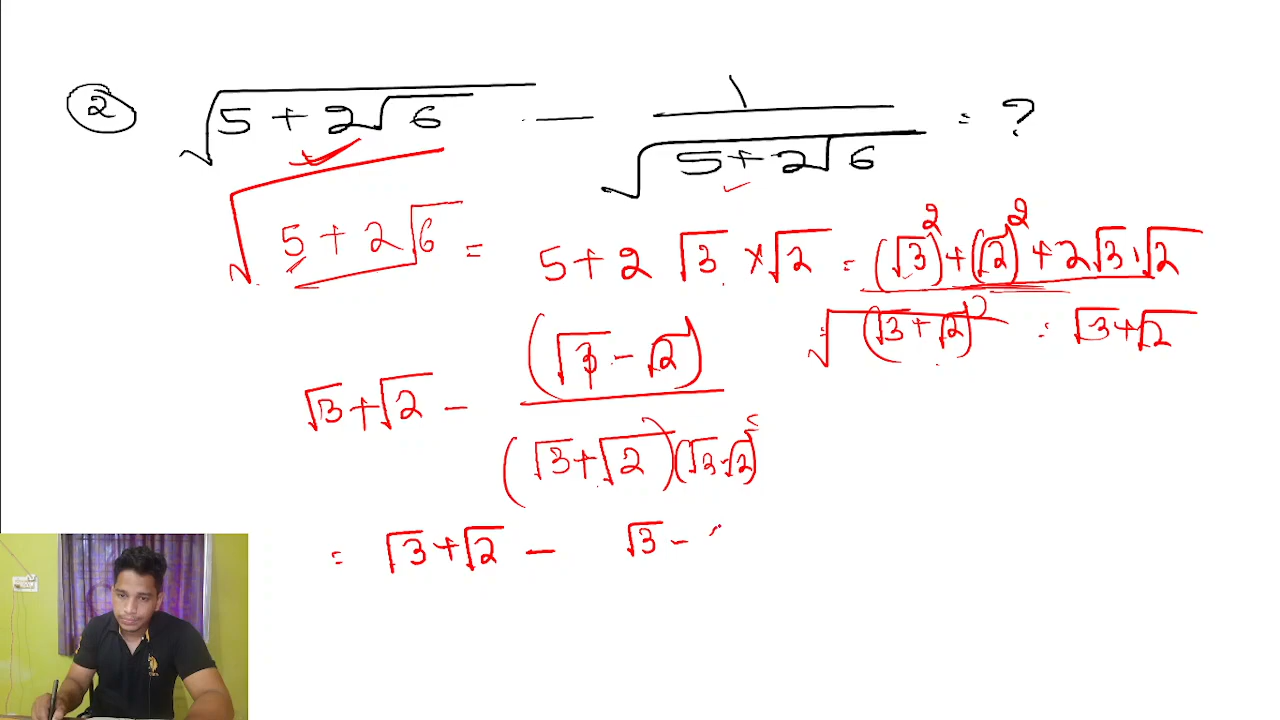 ② √(5 + 2√6) — 1/√(5 + 2√6) = ?
√(5 + 2√6) = 5 + 2 √3 × √2 = (√3)² + (√2)² + 2√3·√2
√(√3 + √2)² = √3 + √2
√3 + √2 − (√3 − √2)/((√3 + √2)(√3 − √2))
= √3 + √2 − √3 −